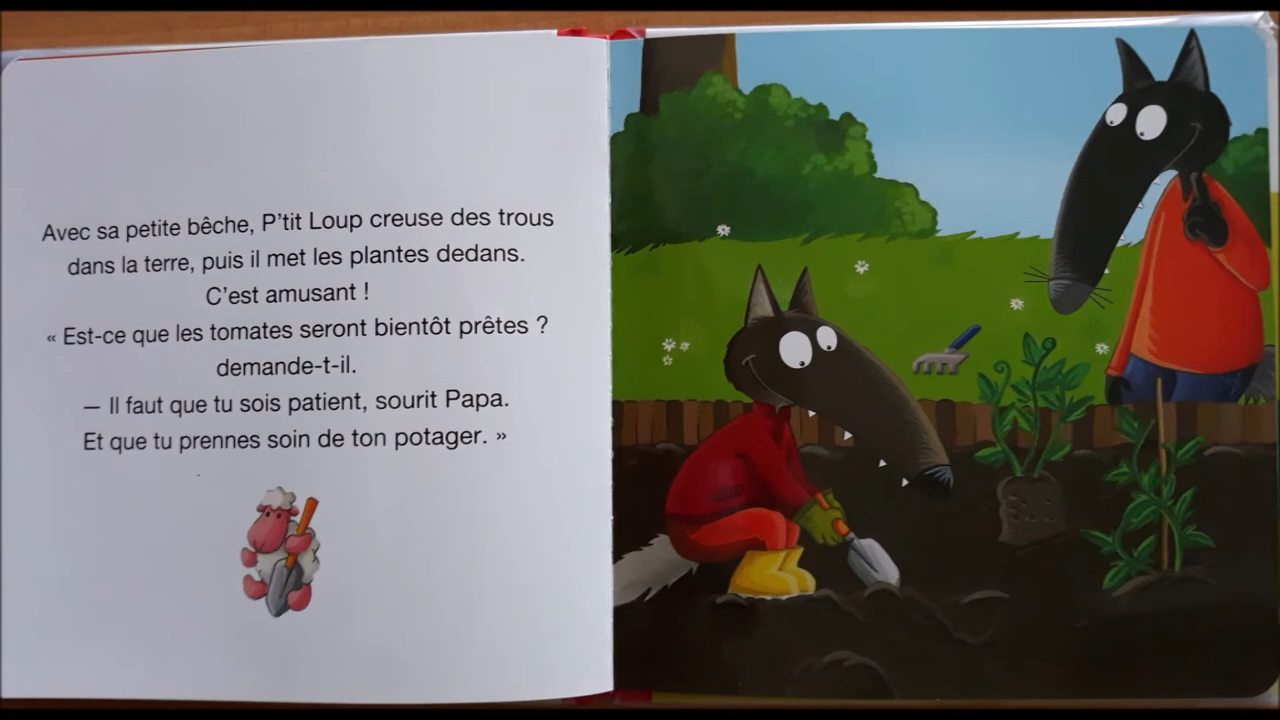 Avec sa petite bêche, P'tit Loup creuse des trous
dans la terre, puis il met les plantes dedans.
C'est amusant !
« Est-ce que les tomates seront bientôt prêtes ?
demande-t-il.
– Il faut que tu sois patient, sourit Papa.
Et que tu prennes soin de ton potager. »